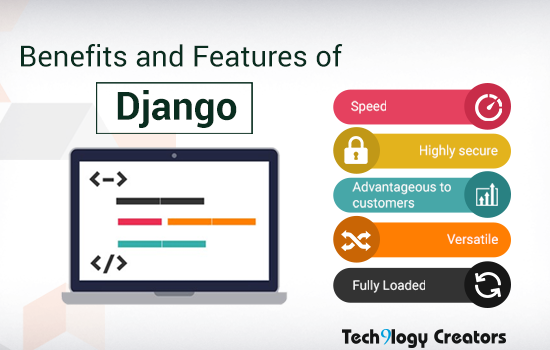 Benefits and Features of
Django
Speed
Highly secure
Advantageous to
customers
Versatile
Fully Loaded
<->
</>
Tech9logy Creators